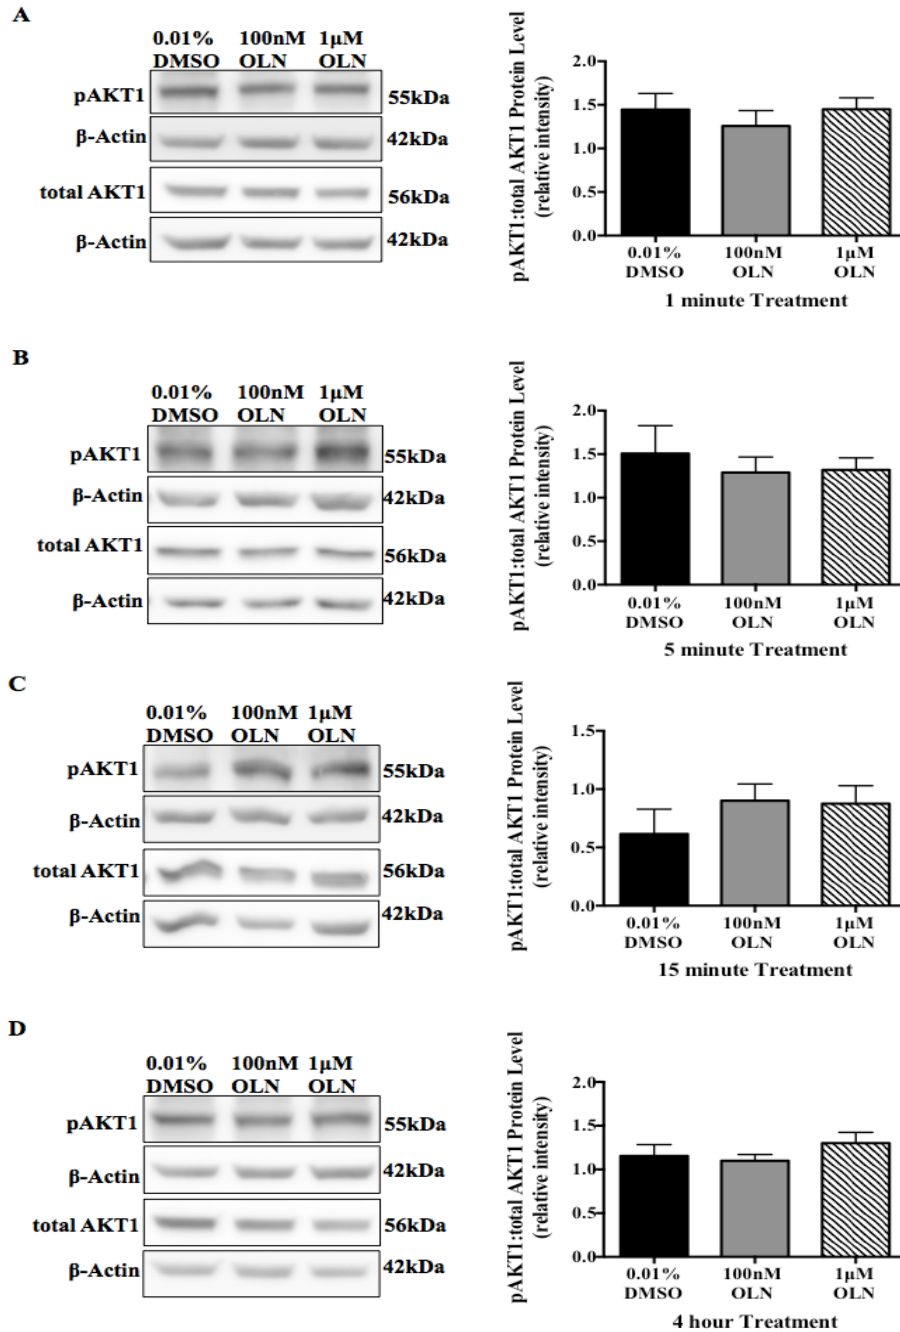 A
0.01% 100nM 1μM
DMSO OLN OLN
pAKT1
55kDa
β-Actin
42kDa
total AKT1
56kDa
β-Actin
42kDa
pAKT1:total AKT1 Protein Level
(relative intensity)
2.0
1.5
1.0
0.5
0.0
0.01% 100nM 1μM
DMSO OLN OLN
1 minute Treatment
B
0.01% 100nM 1μM
DMSO OLN OLN
pAKT1
55kDa
β-Actin
42kDa
total AKT1
56kDa
β-Actin
42kDa
pAKT1:total AKT1 Protein Level
(relative intensity)
2.0
1.5
1.0
0.5
0.0
0.01% 100nM 1μM
DMSO OLN OLN
5 minute Treatment
C
0.01% 100nM 1μM
DMSO OLN OLN
pAKT1
55kDa
β-Actin
42kDa
total AKT1
56kDa
β-Actin
42kDa
pAKT1:total AKT1 Protein Level
(relative intensity)
1.5
1.0
0.5
0.0
0.01% 100nM 1μM
DMSO OLN OLN
15 minute Treatment
D
0.01% 100nM 1μM
DMSO OLN OLN
pAKT1
55kDa
β-Actin
42kDa
total AKT1
56kDa
β-Actin
42kDa
pAKT1:total AKT1 Protein Level
(relative intensity)
2.0
1.5
1.0
0.5
0.0
0.01% 100nM 1μM
DMSO OLN OLN
4 hour Treatment